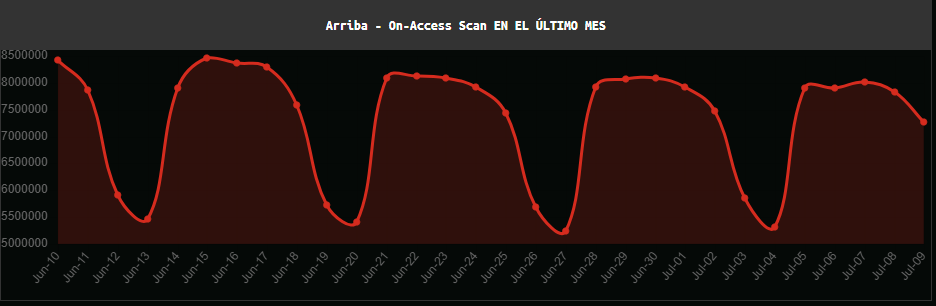 Arriba - On-Access Scan EN EL ÚLTIMO MES
8500000
8000000
7500000
7000000
6500000
6000000
5500000
5000000
Jun-10
Jun-11
Jun-12
Jun-13
Jun-14
Jun-15
Jun-16
Jun-17
Jun-18
Jun-19
Jun-20
Jun-21
Jun-22
Jun-23
Jun-24
Jun-25
Jun-26
Jun-27
Jun-28
Jun-29
Jun-30
Jul-01
Jul-02
Jul-03
Jul-04
Jul-05
Jul-06
Jul-07
Jul-08
Jul-09